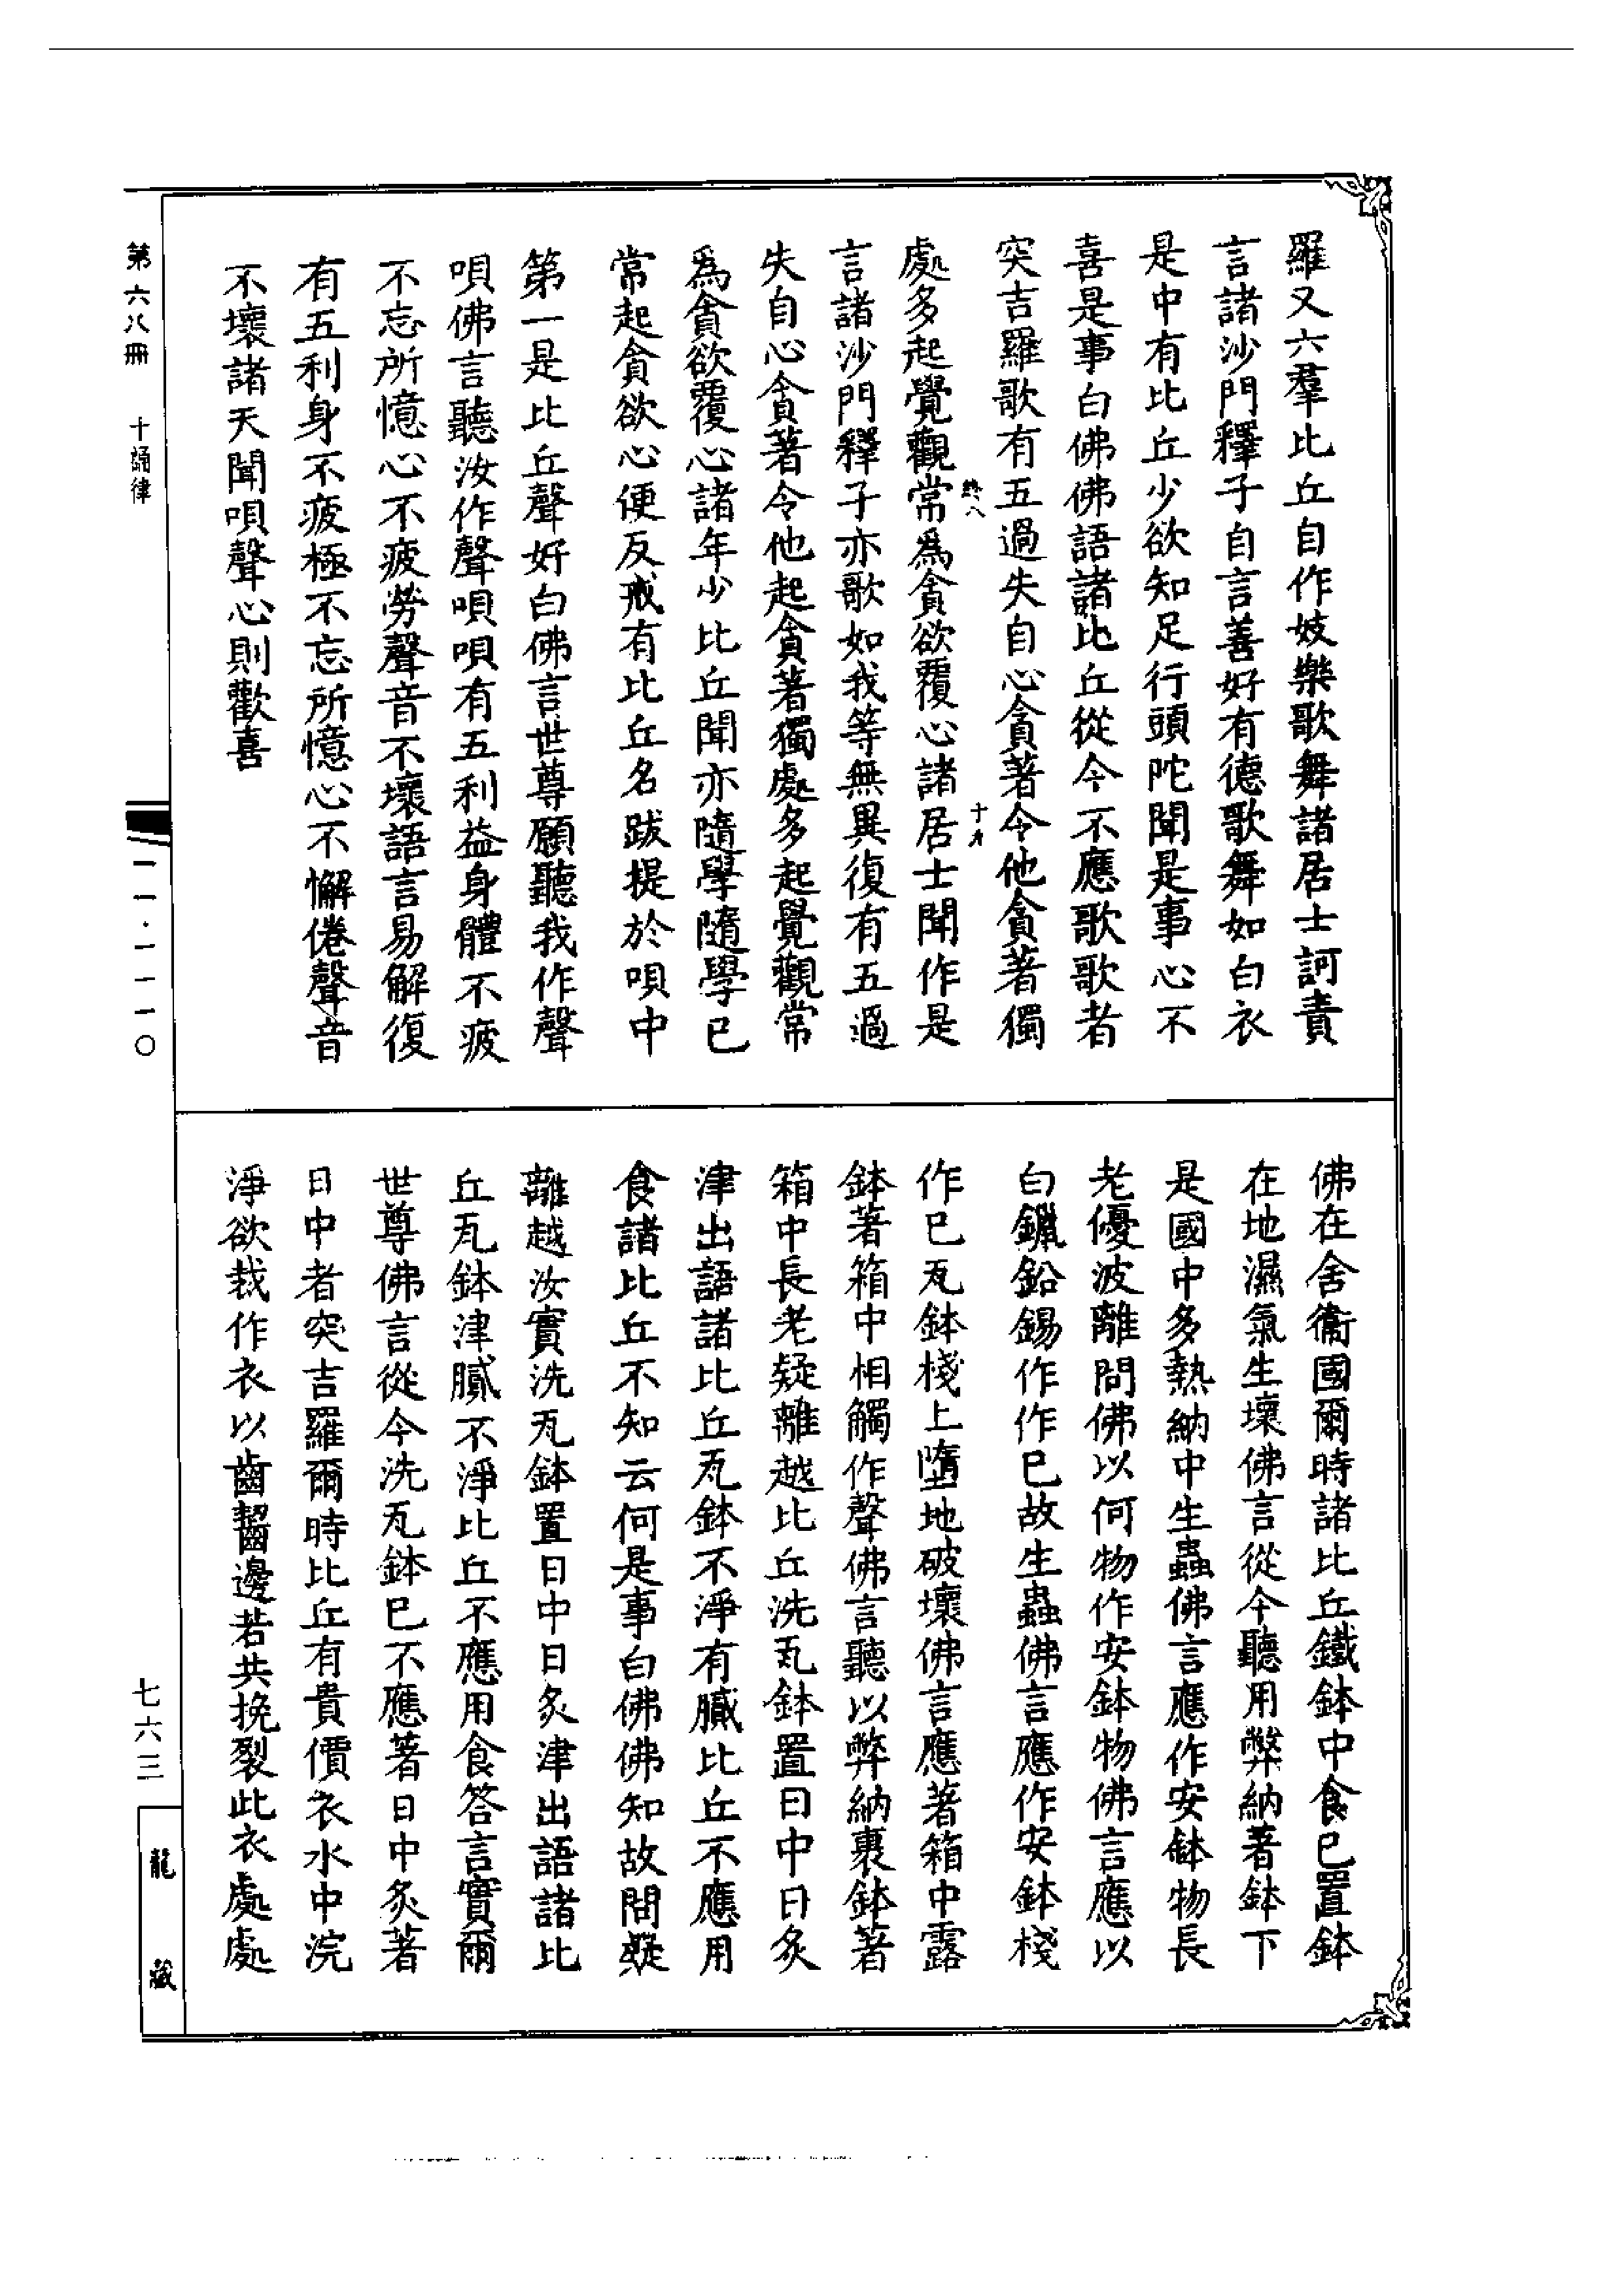 羅又六羣比丘自作妓樂歌舞諸居士訶責
言諸沙門釋子自言善好有德歌舞如白衣
是中有比丘少欲知足行頭陀聞是事心不
喜是事白佛佛語諸比丘從今不應歌歌者
突吉羅歌有五過失自心貪著令他貪著獨
處多起覺觀常爲貪欲覆心諸居士聞作是
言諸沙門釋子亦歌如我等無異復有五過
失自心貪著令他起貪著獨處多起覺觀常
爲貪欲覆心諸年少比丘聞亦隨學隨學已
常起貪欲心便反戒有比丘名跋提於唄中
第一是比丘聲好白佛言世尊願聽我作聲
唄佛言聽汝作聲唄唄有五利益身體不疲
不忘所憶心不疲勞聲音不壞語言易解復
有五利身不疲極不忘所憶心不懈倦聲音
不壞諸天聞唄聲心則歡喜
佛在舍衞國爾時諸比丘鐵鉢中食已置鉢
在地濕氣生壞佛言從今聽用弊納著鉢下
是國中多熱納中生蟲佛言應作安鉢物長
老優波離問佛以何物作安鉢物佛言應以
白鑞鉛錫作作已故生蟲佛言應作安鉢棧
作已瓦鉢棧上墮地破壞佛言應著箱中露
鉢著箱中相觸作聲佛言聽以弊納裹鉢著
箱中長老疑離越比丘洗瓦鉢置日中日炙
津出語諸比丘瓦鉢不淨有膩比丘不應用
食諸比丘不知云何是事白佛佛知故問疑
離越汝實洗瓦鉢置日中日炙津出語諸比
丘瓦鉢津膩不淨比丘不應用食答言實爾
世尊佛言從今洗瓦鉢已不應著日中炙著
日中者突吉羅爾時比丘有貴價衣水中浣
淨欲裁作衣以齒齧邊若共挽裂此衣處處
第六八冊 十誦律
一一·一一一〇
七六三
龍藏